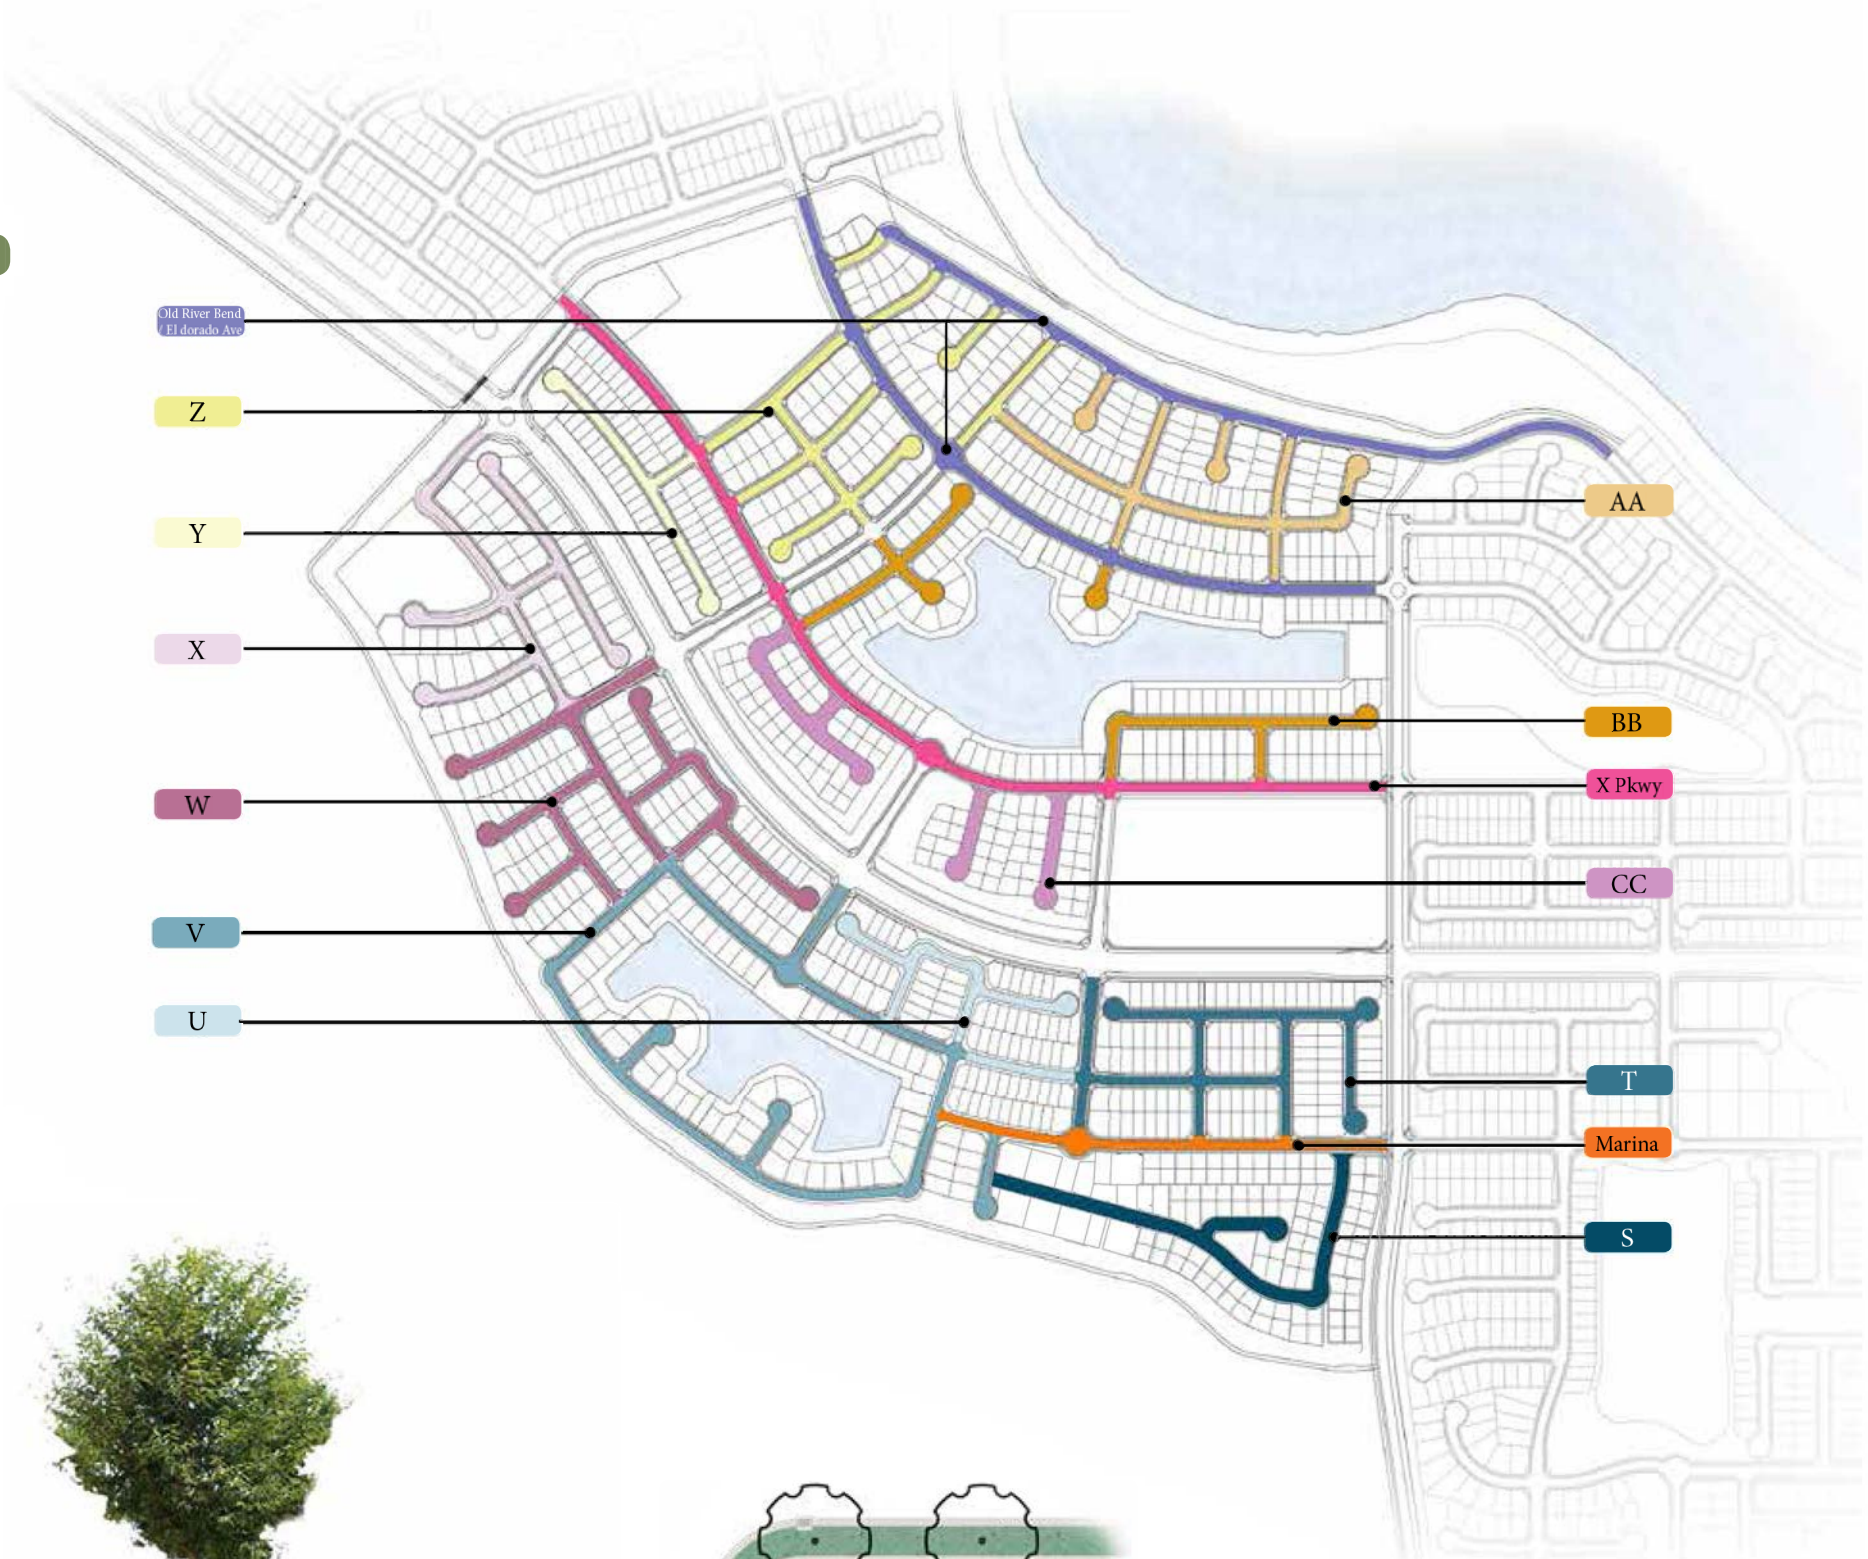 Old River Bend
/ El dorado Ave
Z
Y
X
W
V
U
AA
BB
X Pkwy
CC
T
Marina
S